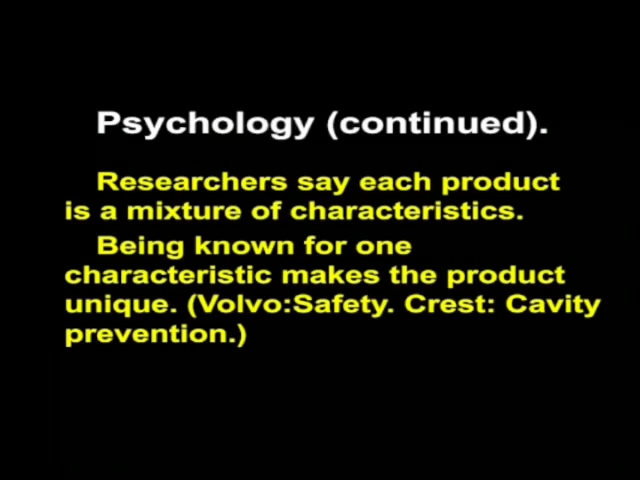 Psychology (continued).
Researchers say each product
is a mixture of characteristics.
Being known for one
characteristic makes the product
unique. (Volvo:Safety. Crest: Cavity
prevention.)